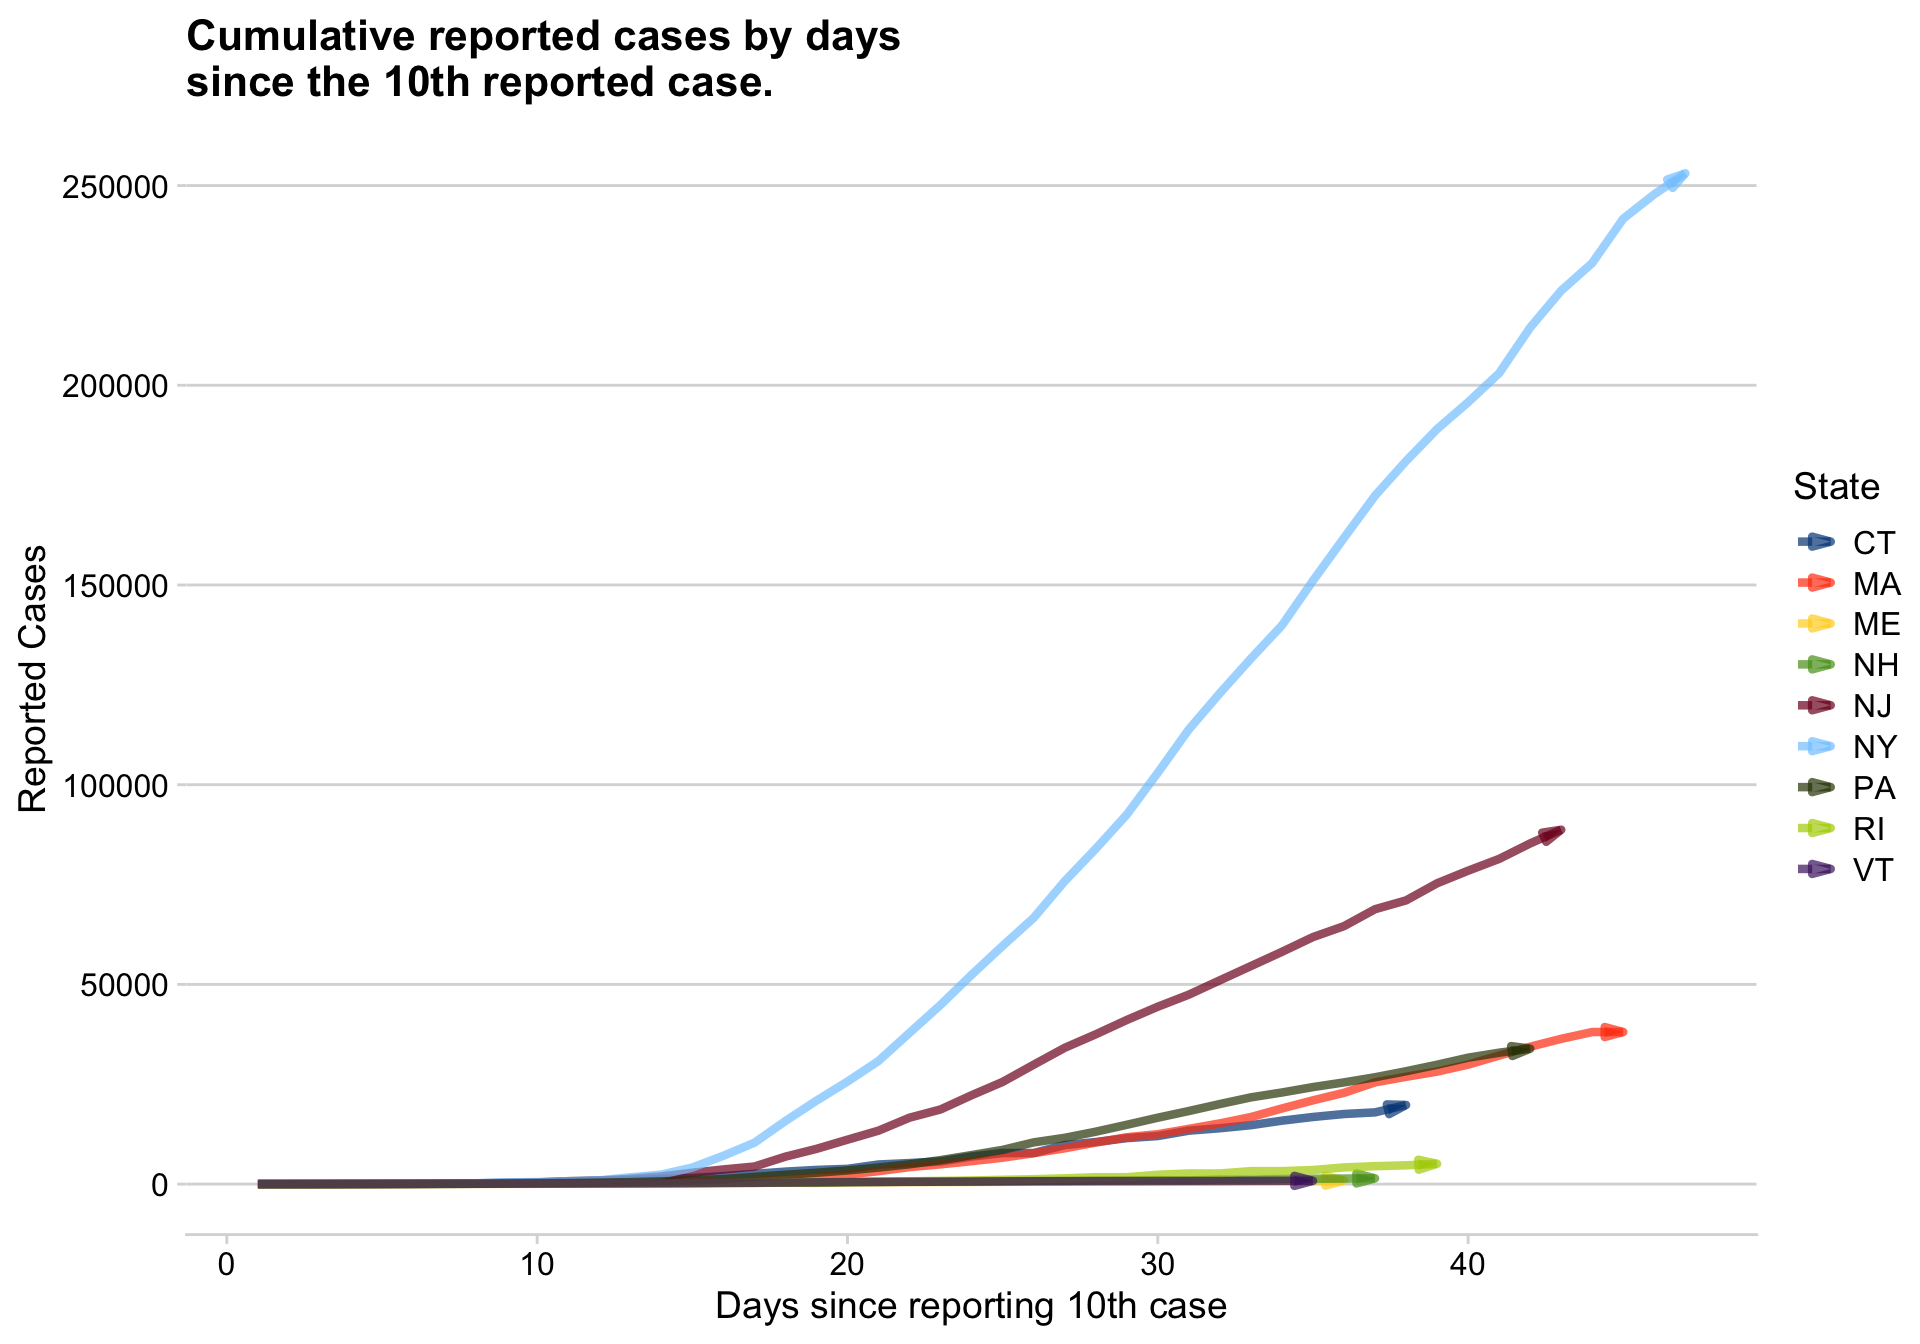 Cumulative reported cases by days
since the 10th reported case.
250000
200000
150000
100000
50000
0
Reported Cases
0 10 20 30 40
Days since reporting 10th case
State
CT
MA
ME
NH
NJ
NY
PA
RI
VT